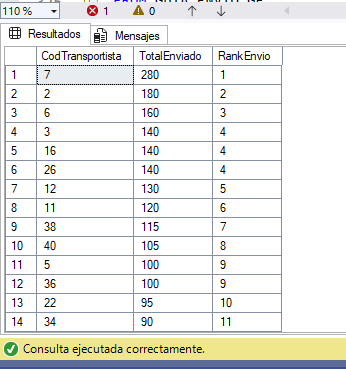 110 % 1 0
Resultados Mensajes
CodTransportista TotalEnviado RankEnvio
1 7 280 1
2 2 180 2
3 6 160 3
4 3 140 4
5 16 140 4
6 26 140 4
7 12 130 5
8 11 120 6
9 38 115 7
10 40 105 8
11 5 100 9
12 36 100 9
13 22 95 10
14 34 90 11
Consulta ejecutada correctamente.